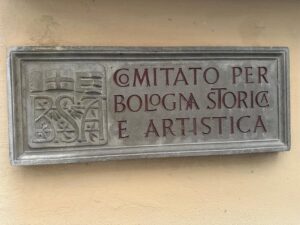 COMITATO PER
BOLOGNA STORICA
E ARTISTICA